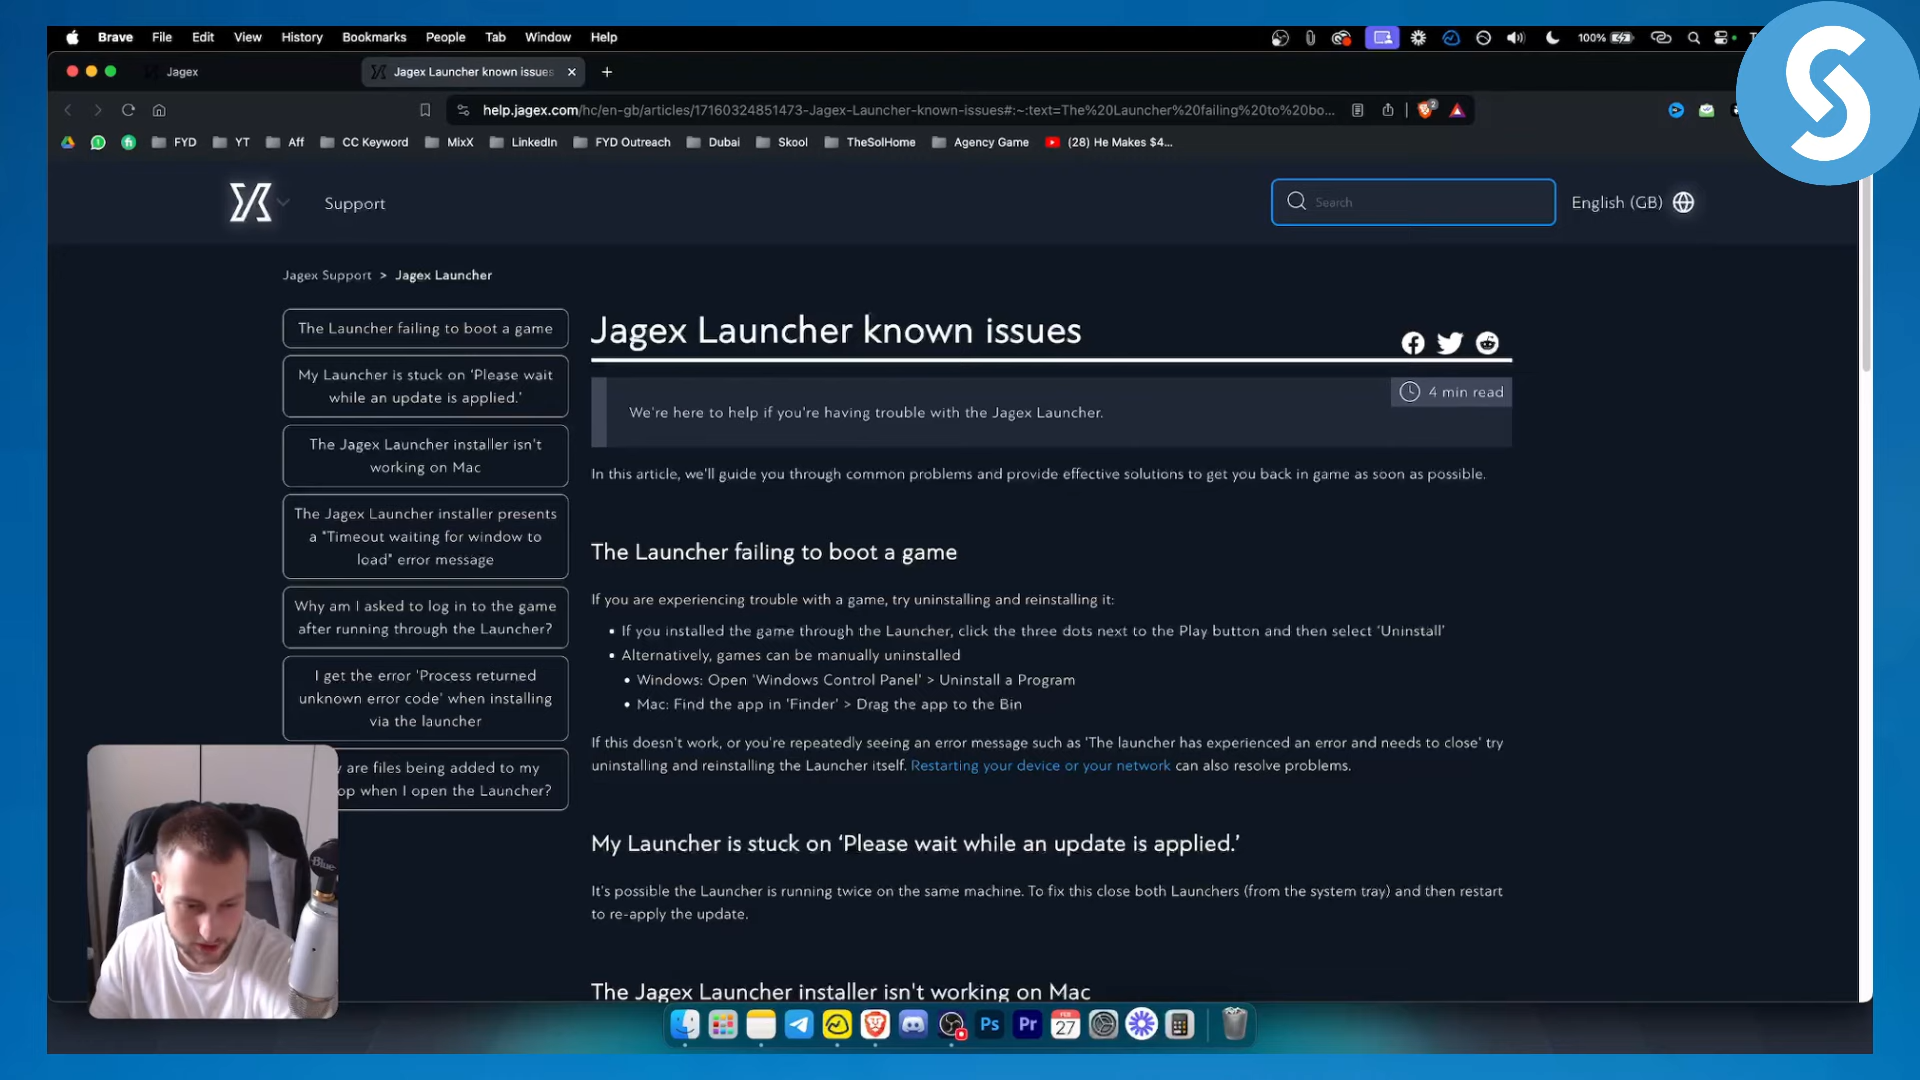 Brave File Edit View History Bookmarks People Tab Window Help
100%
Jagex
Jagex Launcher known issues
help.jagex.com/hc/en-gb/articles/17160324851473-Jagex-Launcher-known-issues#:~:text=The%20Launcher%20failing%20to%20bo...
2
FYD YT Aff CC Keyword MixX LinkedIn FYD Outreach Dubai Skool TheSolHome Agency Game (28) He Makes $4...
Support
Search
English (GB)
Jagex Support > Jagex Launcher
The Launcher failing to boot a game
My Launcher is stuck on ‘Please wait
while an update is applied.’
The Jagex Launcher installer isn't
working on Mac
The Jagex Launcher installer presents
a "Timeout waiting for window to
load" error message
Why am I asked to log in to the game
after running through the Launcher?
I get the error 'Process returned
unknown error code' when installing
via the launcher
are files being added to my
when I open the Launcher?
Jagex Launcher known issues
4 min read
We're here to help if you're having trouble with the Jagex Launcher.
In this article, we'll guide you through common problems and provide effective solutions to get you back in game as soon as possible.
The Launcher failing to boot a game
If you are experiencing trouble with a game, try uninstalling and reinstalling it:
• If you installed the game through the Launcher, click the three dots next to the Play button and then select ‘Uninstall’
• Alternatively, games can be manually uninstalled
• Windows: Open ‘Windows Control Panel’ > Uninstall a Program
• Mac: Find the app in 'Finder' > Drag the app to the Bin
If this doesn't work, or you're repeatedly seeing an error message such as 'The launcher has experienced an error and needs to close' try
uninstalling and reinstalling the Launcher itself. Restarting your device or your network can also resolve problems.
My Launcher is stuck on ‘Please wait while an update is applied.’
It's possible the Launcher is running twice on the same machine. To fix this close both Launchers (from the system tray) and then restart
to re-apply the update.
The Jagex Launcher installer isn't working on Mac
Blue
Ps
Pr
FEB
27